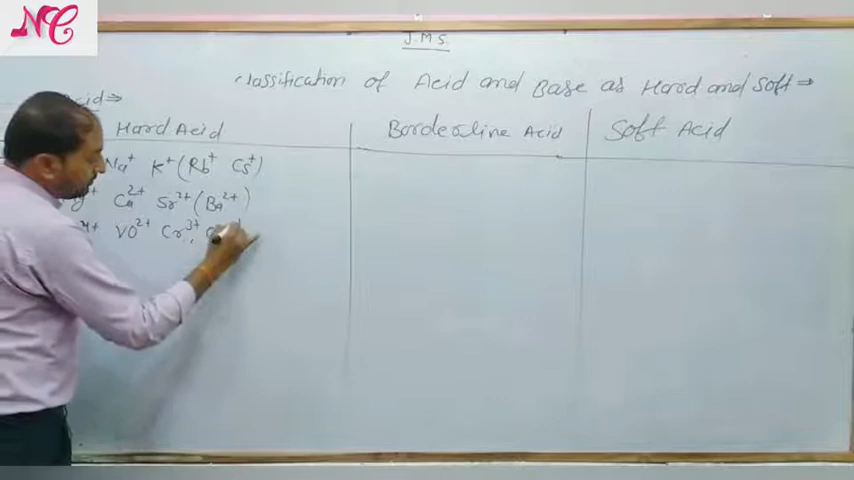 NC
J.M.S.
Classification of Acid and Base as Hard and Soft ⇒
Acid ⇒
Hard Acid Borderline Acid Soft Acid
Na⁺ K⁺ (Rb⁺ Cs⁺)
Ca²⁺ Sr²⁺ (Ba²⁺)
VO²⁺ Cr³⁺